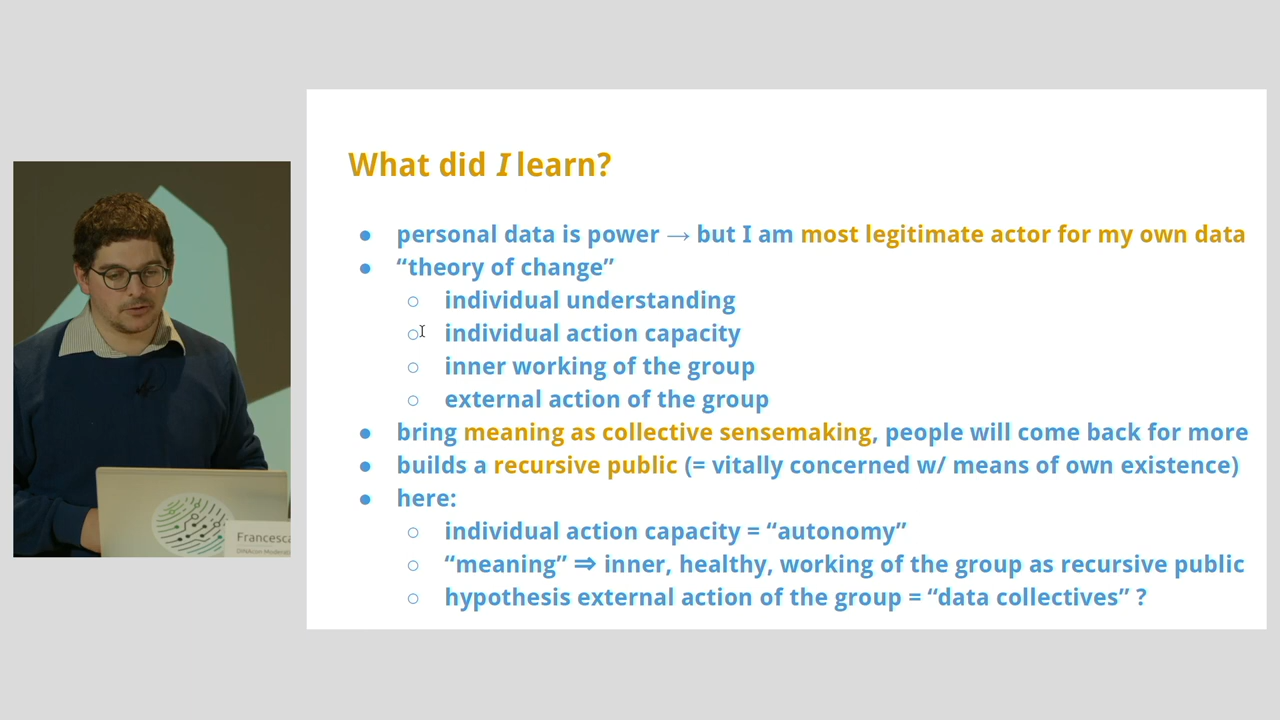 What did I learn?
● personal data is power → but I am most legitimate actor for my own data
● “theory of change”
○ individual understanding
○ individual action capacity
○ inner working of the group
○ external action of the group
● bring meaning as collective sensemaking, people will come back for more
● builds a recursive public (= vitally concerned w/ means of own existence)
● here:
○ individual action capacity = “autonomy”
○ “meaning” ⇒ inner, healthy, working of the group as recursive public
○ hypothesis external action of the group = “data collectives” ?
Francesca